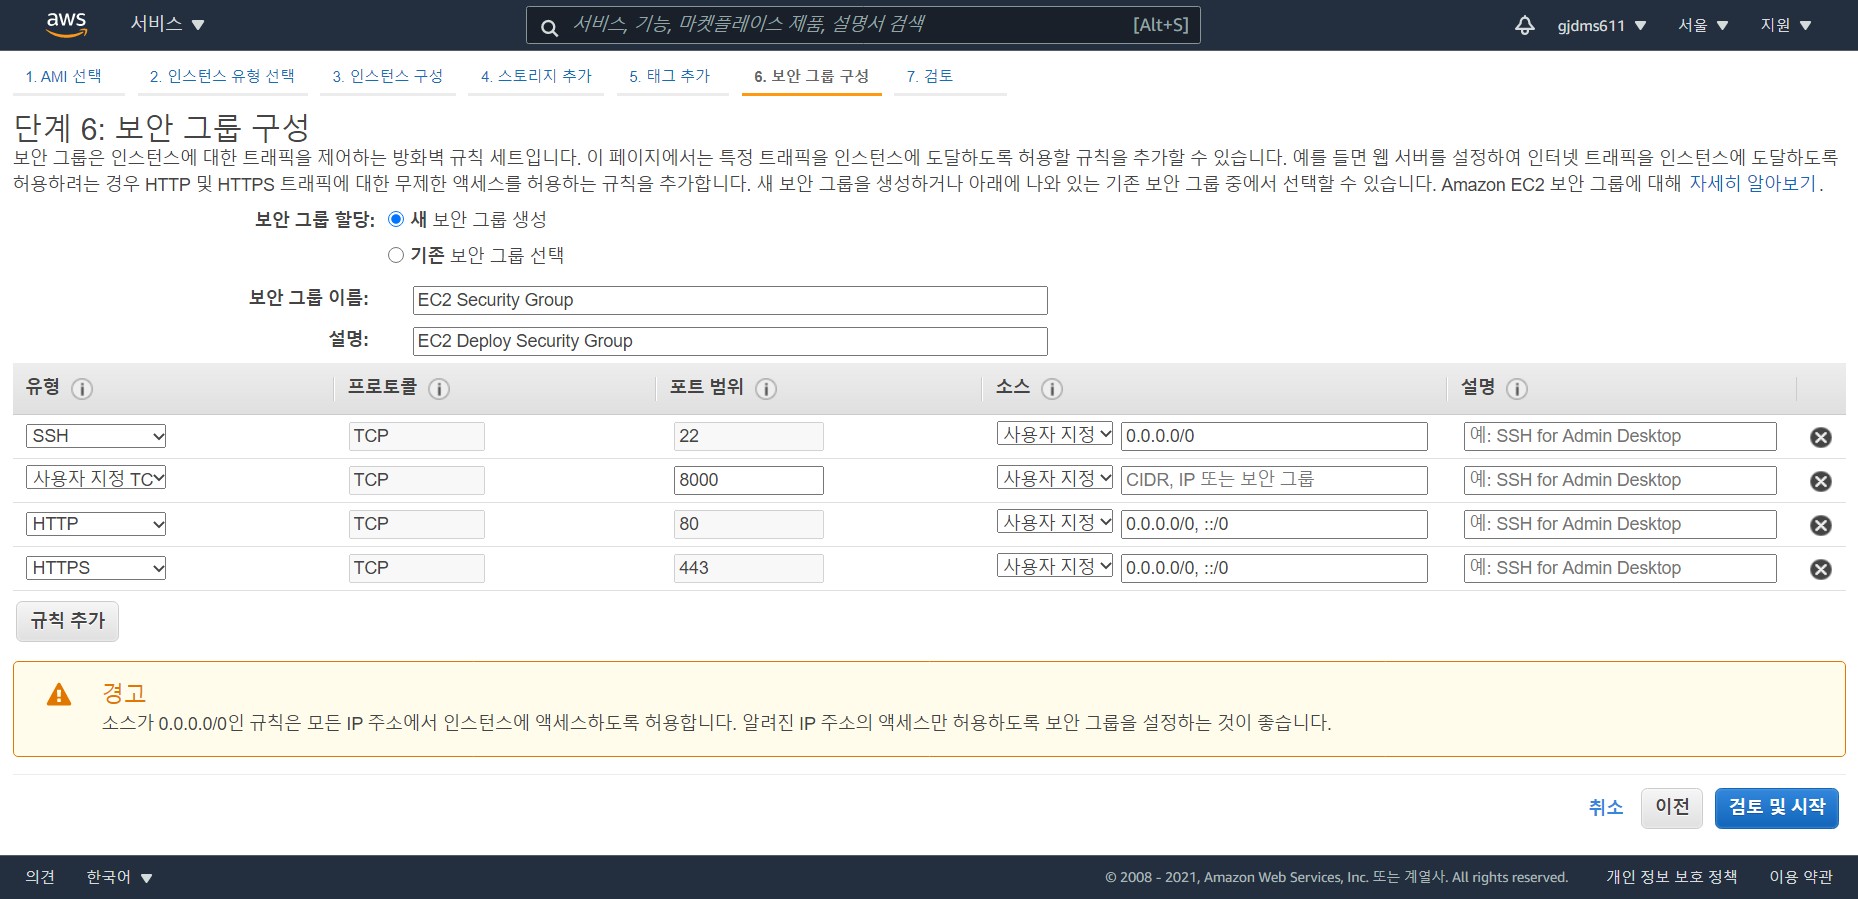 aws 서비스 서비스, 기능, 마켓플레이스 제품, 설명서 검색 [Alt+S] gjdms611 서울 지원
1. AMI 선택 2. 인스턴스 유형 선택 3. 인스턴스 구성 4. 스토리지 추가 5. 태그 추가 6. 보안 그룹 구성 7. 검토
단계 6: 보안 그룹 구성
보안 그룹은 인스턴스에 대한 트래픽을 제어하는 방화벽 규칙 세트입니다. 이 페이지에서는 특정 트래픽을 인스턴스에 도달하도록 허용할 규칙을 추가할 수 있습니다. 예를 들면 웹 서버를 설정하여 인터넷 트래픽을 인스턴스에 도달하도록
허용하려는 경우 HTTP 및 HTTPS 트래픽에 대한 무제한 액세스를 허용하는 규칙을 추가합니다. 새 보안 그룹을 생성하거나 아래에 나와 있는 기존 보안 그룹 중에서 선택할 수 있습니다. Amazon EC2 보안 그룹에 대해 자세히 알아보기.
보안 그룹 할당: 새 보안 그룹 생성
기존 보안 그룹 선택
보안 그룹 이름: EC2 Security Group
설명: EC2 Deploy Security Group
유형 프로토콜 포트 범위 소스 설명
SSH TCP 22 사용자 지정 0.0.0.0/0 예: SSH for Admin Desktop
사용자 지정 TC TCP 8000 사용자 지정 CIDR, IP 또는 보안 그룹 예: SSH for Admin Desktop
HTTP TCP 80 사용자 지정 0.0.0.0/0, ::/0 예: SSH for Admin Desktop
HTTPS TCP 443 사용자 지정 0.0.0.0/0, ::/0 예: SSH for Admin Desktop
규칙 추가
경고
소스가 0.0.0.0/0인 규칙은 모든 IP 주소에서 인스턴스에 액세스하도록 허용합니다. 알려진 IP 주소의 액세스만 허용하도록 보안 그룹을 설정하는 것이 좋습니다.
취소 이전 검토 및 시작
의견 한국어 © 2008 - 2021, Amazon Web Services, Inc. 또는 계열사. All rights reserved. 개인 정보 보호 정책 이용 약관